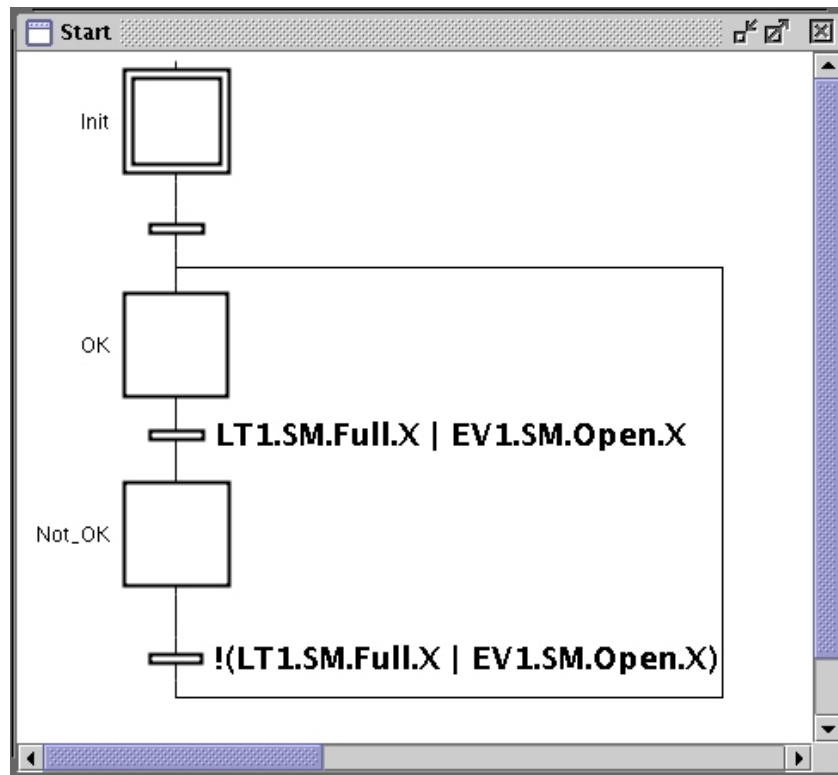 Start
Init
OK
LT1.SM.Full.X | EV1.SM.Open.X
Not_OK
!(LT1.SM.Full.X | EV1.SM.Open.X)